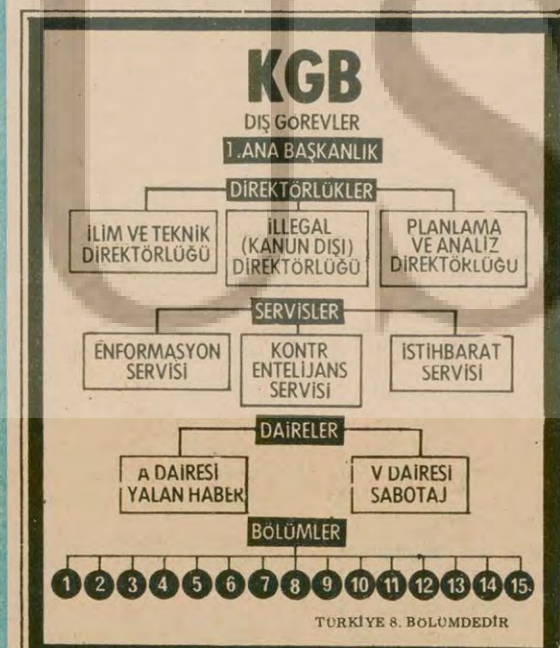 KGB
DIŞ GÖREVLER
1.ANA BAŞKANLIK
DİREKTÖRLÜKLER
İLİM VE TEKNİK
DİREKTÖRLÜĞÜ
İLLEGAL
(KANUN DIŞI)
DİREKTÖRLÜĞÜ
PLANLAMA
VE ANALİZ
DİREKTÖRLÜĞÜ
SERVİSLER
ENFORMASYON
SERVİSİ
KONTR
ENTELİJANS
SERVİSİ
İSTİHBARAT
SERVİSİ
DAİRELER
A DAİRESİ
YALAN HABER
V DAİRESİ
SABOTAJ
BÖLÜMLER
1 2 3 4 5 6 7 8 9 10 11 12 13 14 15
TÜRKİYE 8. BÖLÜMDEDİR